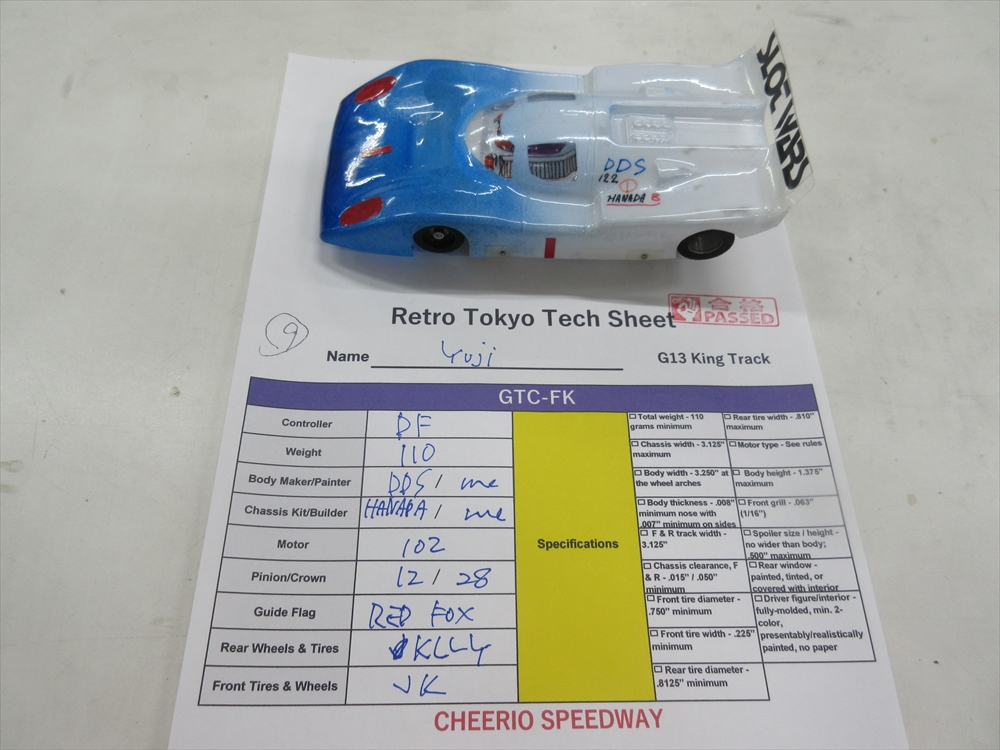 SLOE WARS
DDS
122 1
HANADA B
Retro Tokyo Tech Sheet
合格
PASSED
9
Name Yuji
G13 King Track
GTC-FK
Controller DF
Weight 110
Body Maker/Painter DDS / me
Chassis Kit/Builder HANADA / me
Motor 102
Pinion/Crown 12 / 28
Guide Flag RED FOX
Rear Wheels & Tires
Front Tires & Wheels JK
Specifications
Total weight - 110
grams minimum
Chassis width - 3.125"
maximum
Body width - 3.250" at
the wheel arches
Body thickness - .008"
minimum nose with
.007" minimum on sides
F & R track width -
3.125"
Chassis clearance, F
& R - .015" / .050"
minimum
Front tire diameter -
.750" minimum
Front tire width - .225"
minimum
Rear tire diameter -
.8125" minimum
Rear tire width - .810"
maximum
Motor type - See rules
Body height - 1.375"
maximum
Front grill - .063"
(1/16")
Spoiler size / height -
no wider than body;
.500" maximum
Rear window -
painted, tinted, or
covered with interior
Driver figure/interior -
fully-molded, min. 2-
color,
presentably/realistically
painted, no paper
CHEERIO SPEEDWAY